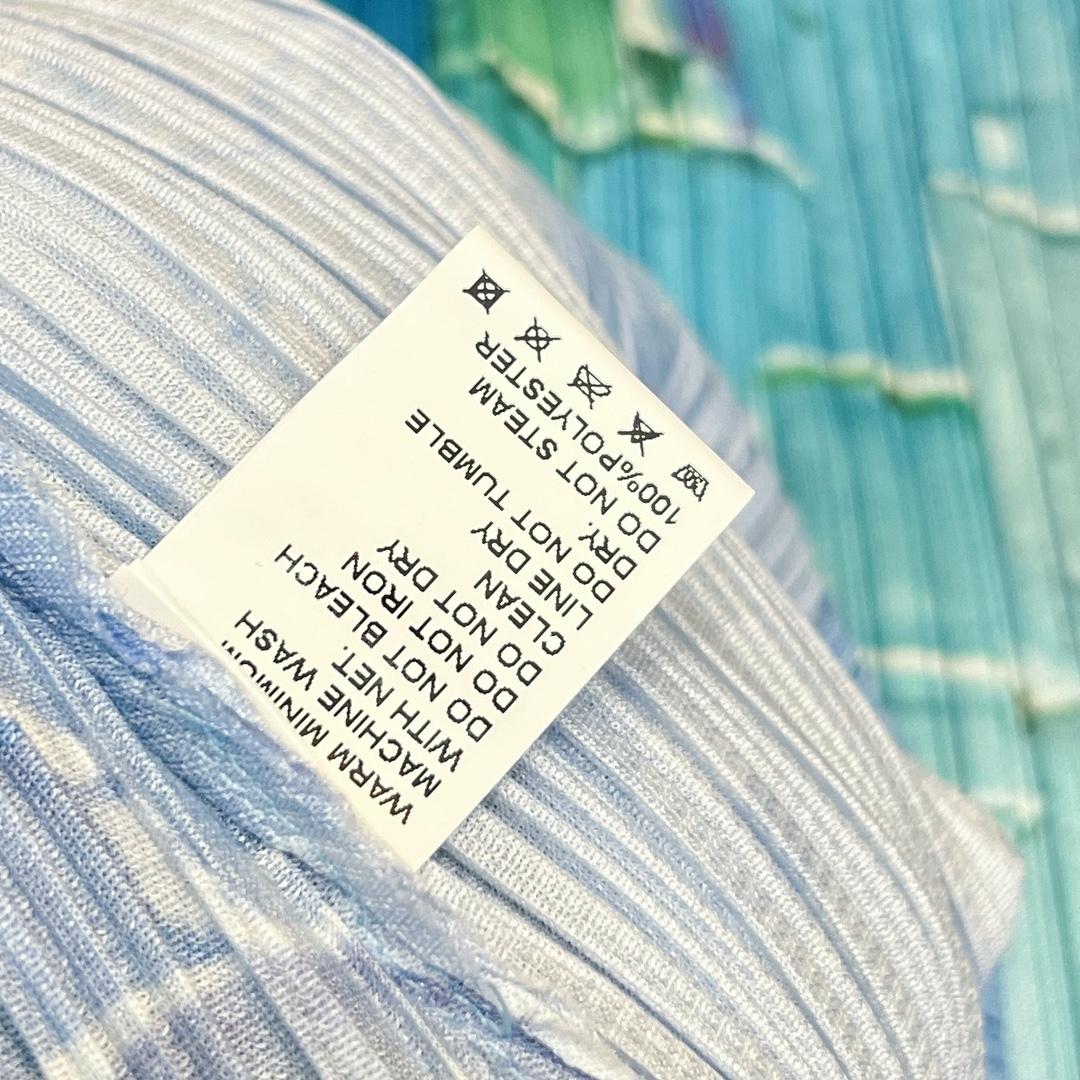 WARM MINIMUM
MACHINE WASH
WITH NET.
DO NOT BLEACH
DO NOT IRON
DO NOT DRY
CLEAN
LINE DRY
DO NOT TUMBLE
DRY.
DO NOT STEAM
100%POLYESTER